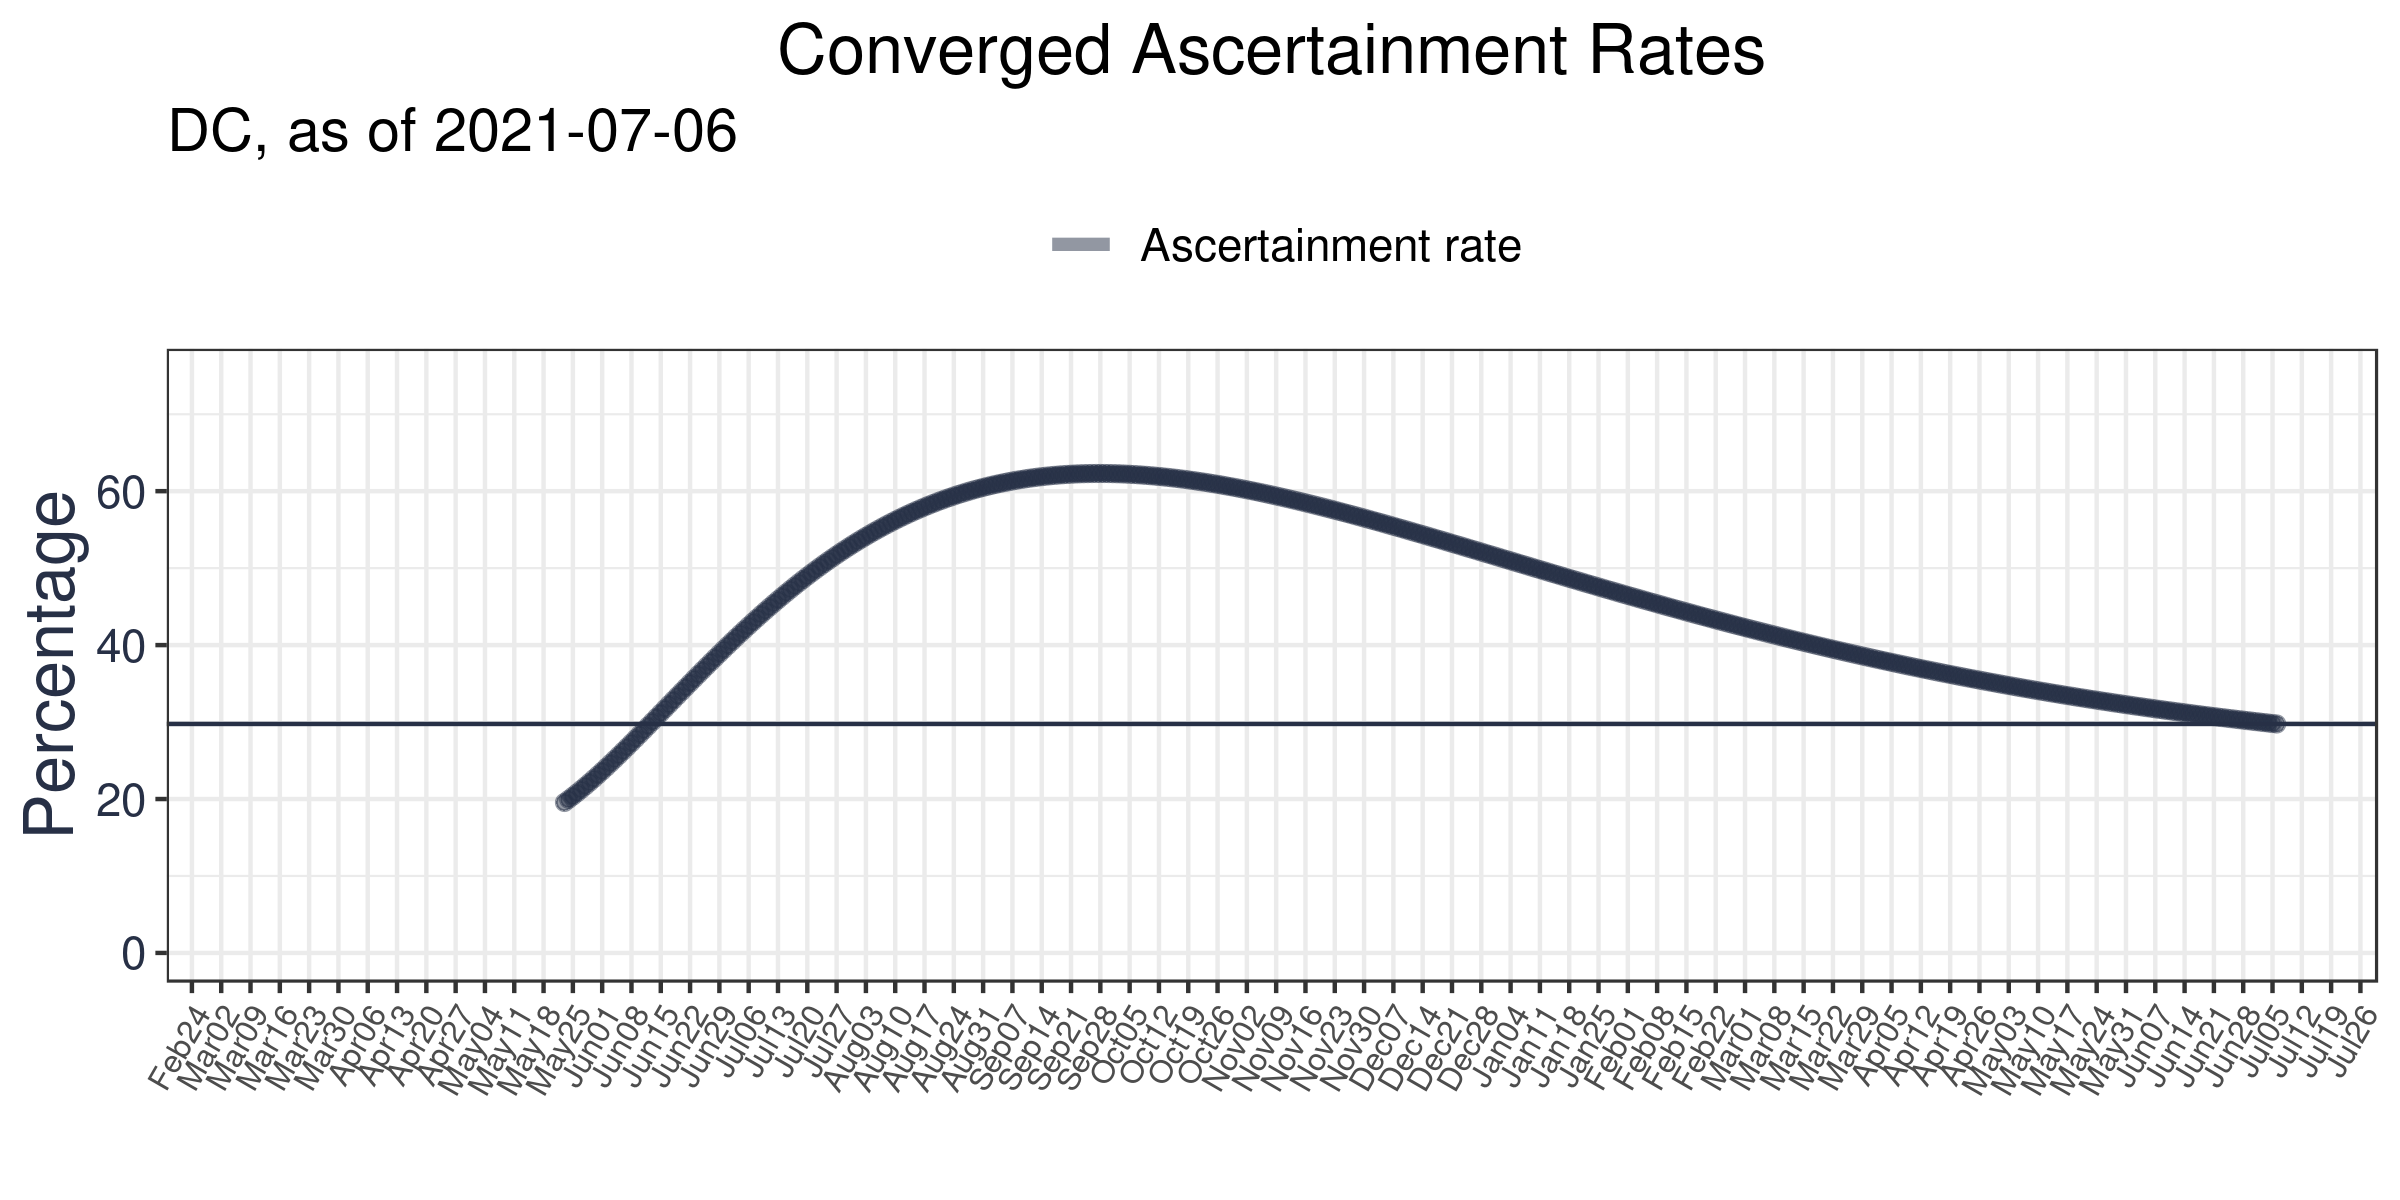 Converged Ascertainment Rates
DC, as of 2021-07-06
Ascertainment rate
Percentage
60
40
20
0
Feb24
Mar02
Mar09
Mar16
Mar23
Mar30
Apr06
Apr13
Apr20
Apr27
May04
May11
May18
May25
Jun01
Jun08
Jun15
Jun22
Jun29
Jul06
Jul13
Jul20
Jul27
Aug03
Aug10
Aug17
Aug24
Aug31
Sep07
Sep14
Sep21
Sep28
Oct05
Oct12
Oct19
Oct26
Nov02
Nov09
Nov16
Nov23
Nov30
Dec07
Dec14
Dec21
Dec28
Jan04
Jan11
Jan18
Jan25
Feb01
Feb08
Feb15
Feb22
Mar01
Mar08
Mar15
Mar22
Mar29
Apr05
Apr12
Apr19
Apr26
May03
May10
May17
May24
May31
Jun07
Jun14
Jun21
Jun28
Jul05
Jul12
Jul19
Jul26